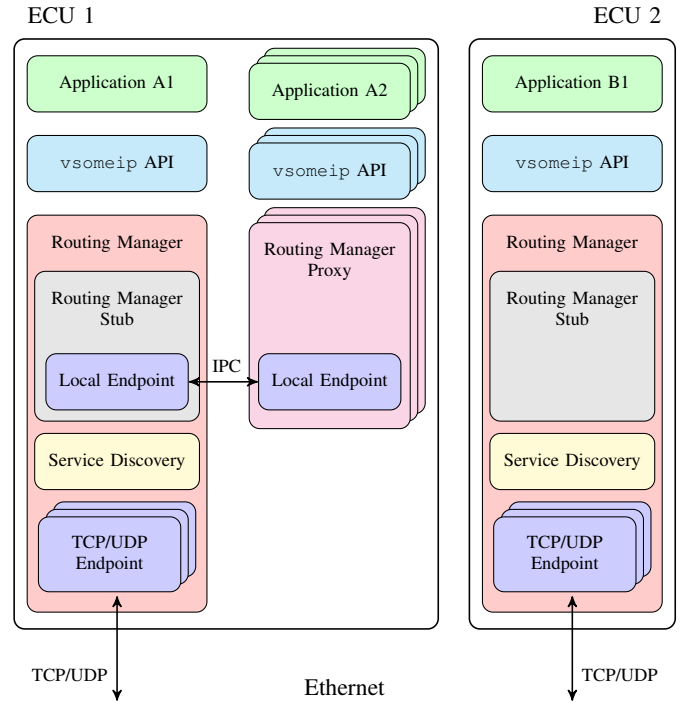 ECU 1
ECU 2
Application A1
Application A2
Application B1
vsomeip API
vsomeip API
vsomeip API
Routing Manager
Routing Manager
Proxy
Routing Manager
Routing Manager
Stub
Routing Manager
Stub
Local Endpoint
IPC
Local Endpoint
Service Discovery
Service Discovery
TCP/UDP
Endpoint
TCP/UDP
Endpoint
TCP/UDP
Ethernet
TCP/UDP